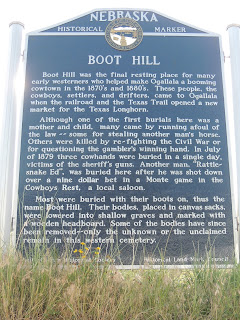 NEBRASKA
HISTORICAL MARKER
BOOT HILL
Boot Hill was the final resting place for many
early westerners who helped make Ogallala a booming
cowtown in the 1870's and 1880's. These people, the
cowboys, settlers, and drifters, came to Ogallala
when the railroad and the Texas Trail opened a new
market for the Texas Longhorn.
Although one of the first burials here was a
mother and child, many came by running afoul of
the law -- some for stealing another man's horse.
Others were killed by re-fighting the Civil War or
for questioning the gambler's winning hand. In July
of 1879 three cowhands were buried in a single day,
victims of the sheriff's guns. Another man, "Rattle-
snake Ed", was buried here after he was shot down
over a nine dollar bet in a Monte game in the
Cowboys Rest, a local saloon.
Most were buried with their boots on, thus the
name Boot Hill. Their bodies, placed in canvas sacks,
were lowered into shallow graves and marked with
a wooden headboard. Some of the bodies have since
been removed -- only the unknown or the unclaimed
remain in this western cemetery.
Historical Land Mark Council